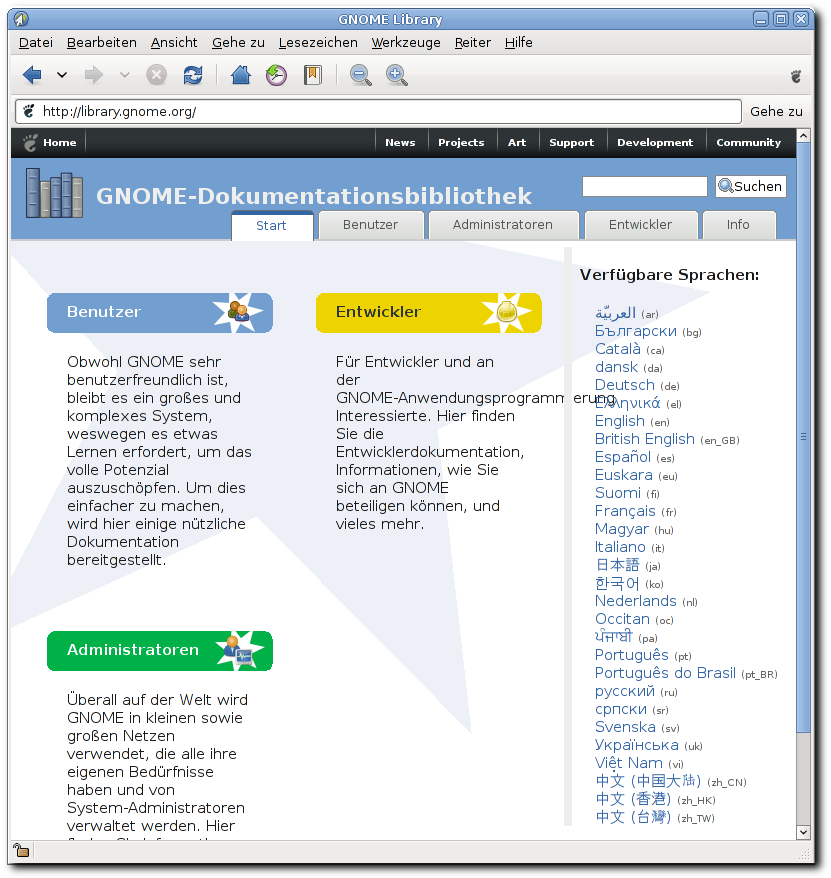 GNOME Library
Datei Bearbeiten Ansicht Gehe zu Lesezeichen Werkzeuge Reiter Hilfe
http://library.gnome.org/ Gehe zu
Home News Projects Art Support Development Community
GNOME-Dokumentationsbibliothek
Suchen
Start Benutzer Administratoren Entwickler Info
Benutzer
Obwohl GNOME sehr
benutzerfreundlich ist,
bleibt es ein großes und
komplexes System,
weswegen es etwas
Lernen erfordert, um das
volle Potenzial
auszuschöpfen. Um dies
einfacher zu machen,
wird hier einige nützliche
Dokumentation
bereitgestellt.
Entwickler
Für Entwickler und an
der
GNOME-Anwendungsprogrammierung
Interessierte. Hier finden
Sie die
Entwicklerdokumentation,
Informationen, wie Sie
sich an GNOME
beteiligen können, und
vieles mehr.
Administratoren
Überall auf der Welt wird
GNOME in kleinen sowie
großen Netzen
verwendet, die alle ihre
eigenen Bedürfnisse
haben und von
System-Administratoren
verwaltet werden. Hier
Verfügbare Sprachen:
العربيّة (ar)
Български (bg)
Català (ca)
dansk (da)
Deutsch (de)
Ελληνικά (el)
English (en)
British English (en_GB)
Español (es)
Euskara (eu)
Suomi (fi)
Français (fr)
Magyar (hu)
Italiano (it)
日本語 (ja)
한국어 (ko)
Nederlands (nl)
Occitan (oc)
ਪੰਜਾਬੀ (pa)
Português (pt)
Português do Brasil (pt_BR)
русский (ru)
српски (sr)
Svenska (sv)
Українська (uk)
Việt Nam (vi)
中文 (中国大陆) (zh_CN)
中文 (香港) (zh_HK)
中文 (台灣) (zh_TW)